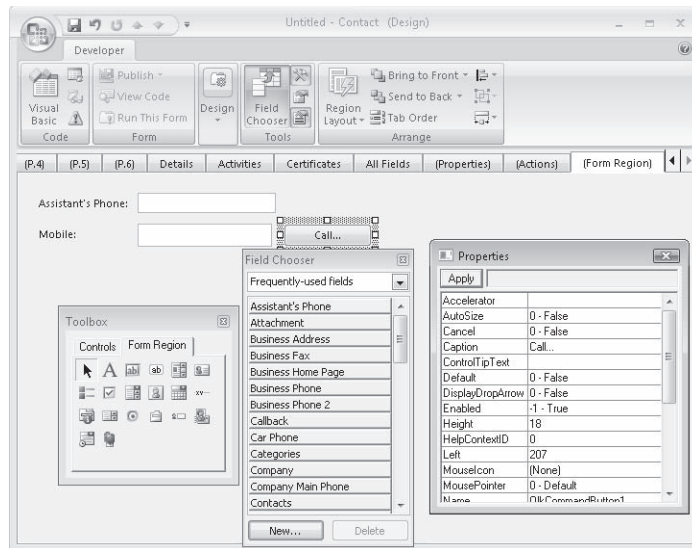 Untitled - Contact (Design)
Developer
Visual Basic
Publish
View Code
Run This Form
Design
Field Chooser
Region Layout
Bring to Front
Send to Back
Tab Order
Code
Form
Tools
Arrange
(P.4) (P.5) (P.6) Details Activities Certificates All Fields (Properties) (Actions) (Form Region)
Assistant's Phone:
Mobile:
Call...
Toolbox
Controls Form Region
Field Chooser
Frequently-used fields
Assistant's Phone
Attachment
Business Address
Business Fax
Business Home Page
Business Phone
Business Phone 2
Callback
Car Phone
Categories
Company
Company Main Phone
Contacts
New... Delete
Properties
Apply
Accelerator
AutoSize 0 - False
Cancel 0 - False
Caption Call...
ControlTipText
Default 0 - False
DisplayDropArrow 0 - False
Enabled -1 - True
Height 18
HelpContextID 0
Left 207
MouseIcon (None)
MousePointer 0 - Default
Name OlkCommandButton1